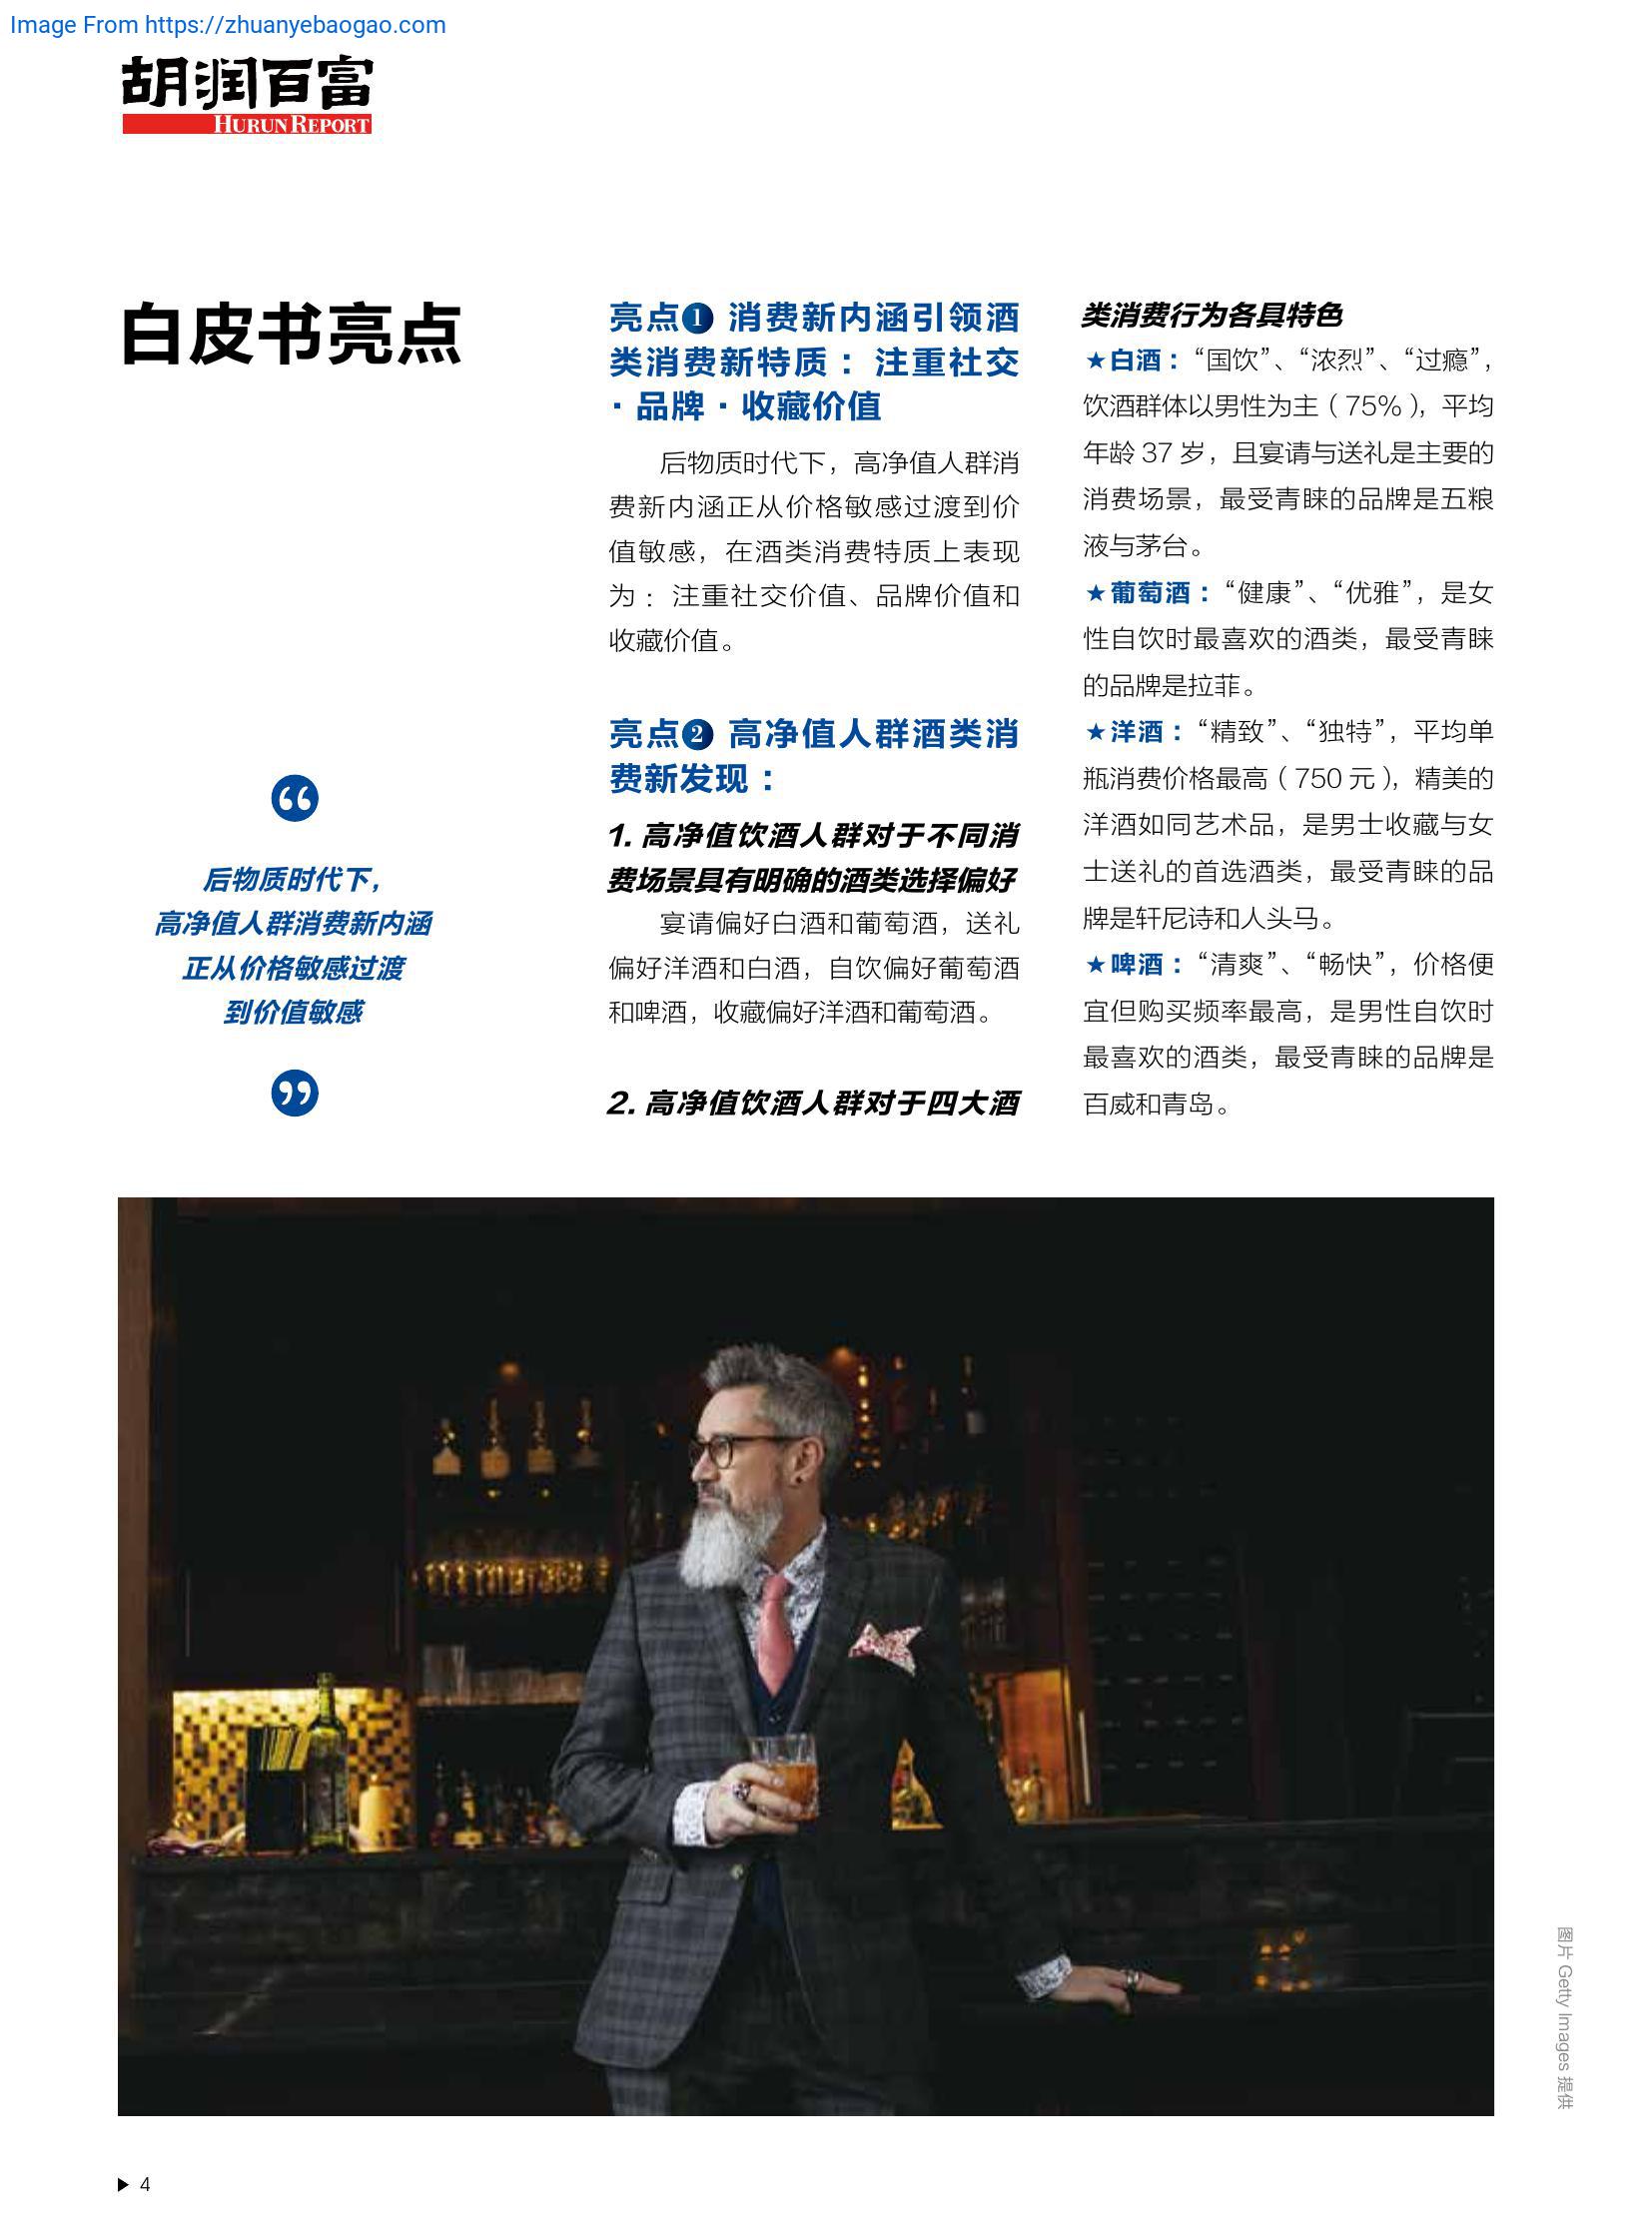 Image From https://zhuanyebaogao.com
胡润百富
HURUN REPORT
白皮书亮点
“
后物质时代下，
高净值人群消费新内涵
正从价格敏感过渡
到价值敏感
”
亮点❶ 消费新内涵引领酒
类消费新特质：注重社交
·品牌·收藏价值
后物质时代下，高净值人群消
费新内涵正从价格敏感过渡到价
值敏感，在酒类消费特质上表现
为：注重社交价值、品牌价值和
收藏价值。
亮点❷ 高净值人群酒类消
费新发现：
1. 高净值饮酒人群对于不同消
费场景具有明确的酒类选择偏好
宴请偏好白酒和葡萄酒，送礼
偏好洋酒和白酒，自饮偏好葡萄酒
和啤酒，收藏偏好洋酒和葡萄酒。
2. 高净值饮酒人群对于四大酒
类消费行为各具特色
★白酒：“国饮”、“浓烈”、“过瘾”，
饮酒群体以男性为主（75%），平均
年龄 37 岁，且宴请与送礼是主要的
消费场景，最受青睐的品牌是五粮
液与茅台。
★葡萄酒：“健康”、“优雅”，是女
性自饮时最喜欢的酒类，最受青睐
的品牌是拉菲。
★洋酒：“精致”、“独特”，平均单
瓶消费价格最高（750 元），精美的
洋酒如同艺术品，是男士收藏与女
士送礼的首选酒类，最受青睐的品
牌是轩尼诗和人头马。
★啤酒：“清爽”、“畅快”，价格便
宜但购买频率最高，是男性自饮时
最喜欢的酒类，最受青睐的品牌是
百威和青岛。
图片 Getty Images 提供
▶ 4